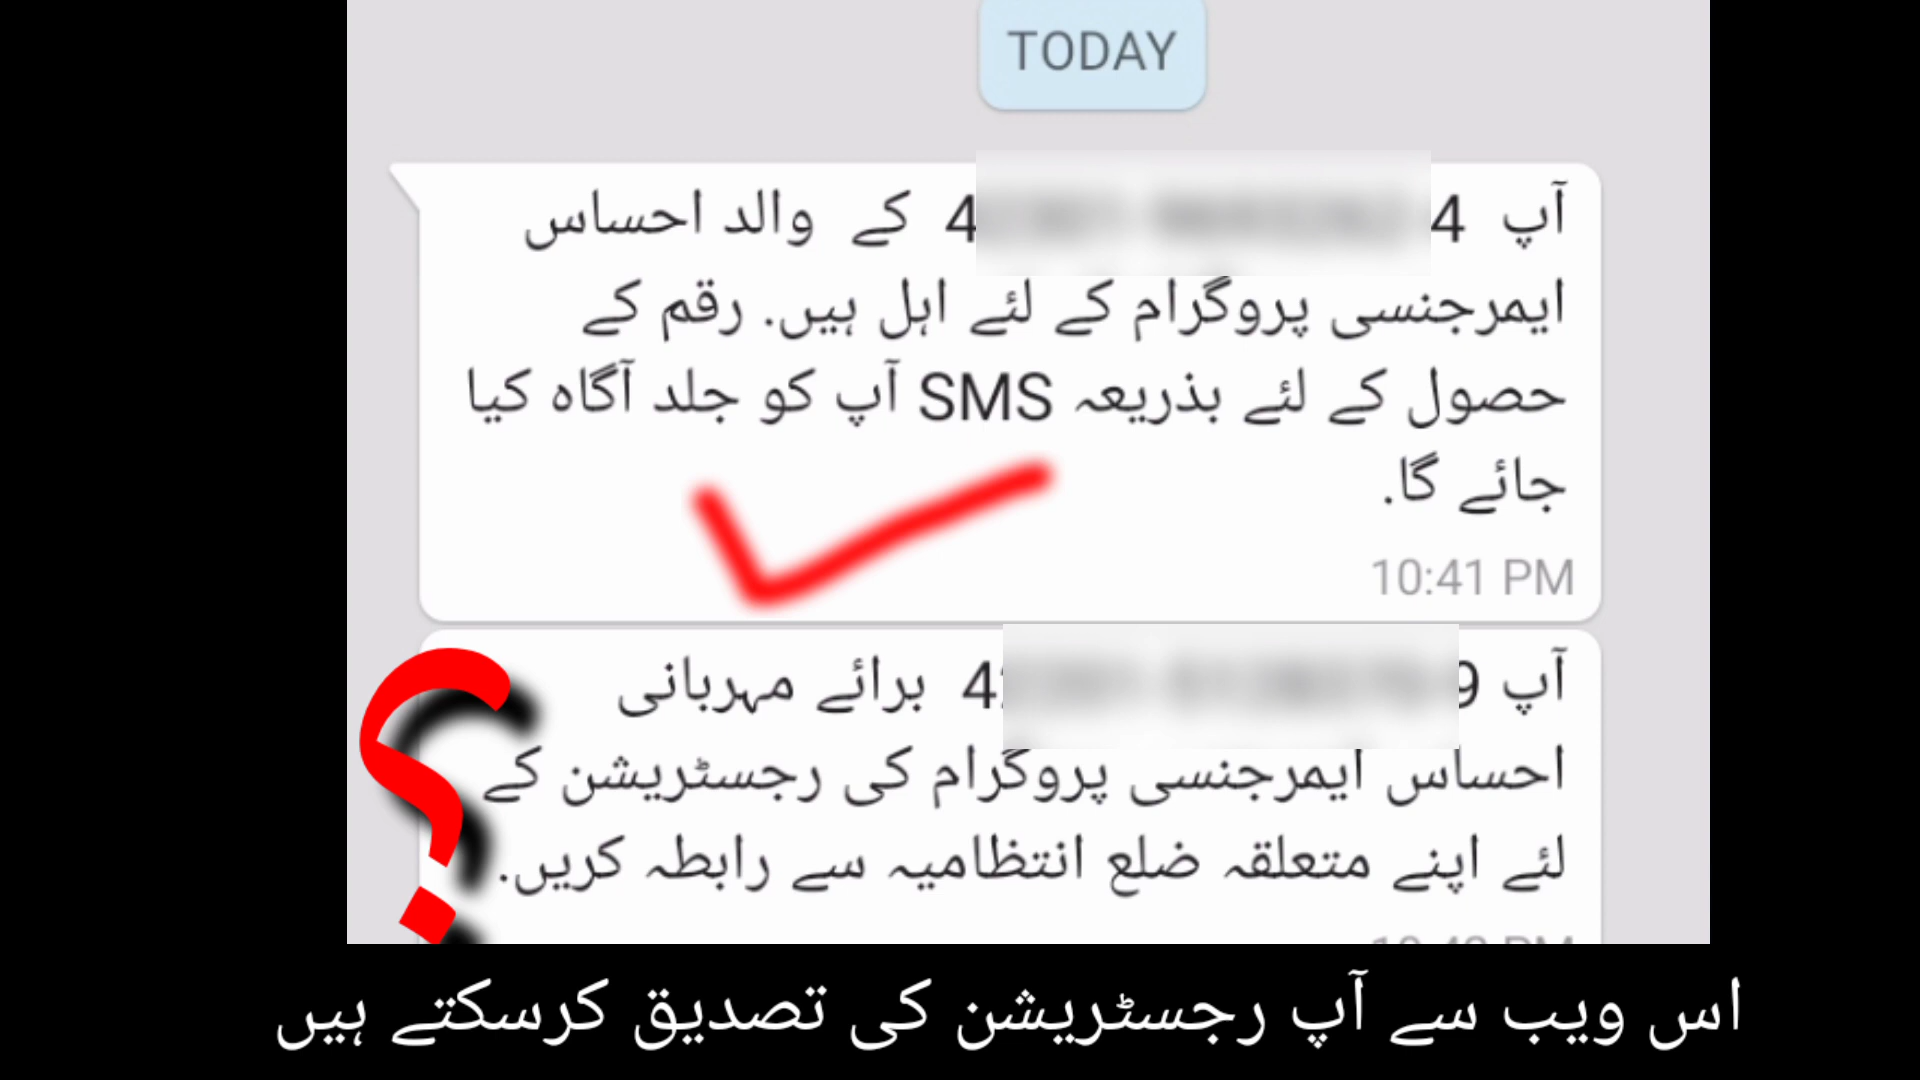 TODAY
آپ 4 4 کے والد احساس
ایمرجنسی پروگرام کے لئے اہل ہیں. رقم کے
حصول کے لئے بذریعہ SMS آپ کو جلد آگاہ کیا
جائے گا.
10:41 PM
آپ 9 42 برائے مہربانی
احساس ایمرجنسی پروگرام کی رجسٹریشن کے
لئے اپنے متعلقہ ضلع انتظامیہ سے رابطہ کریں.
؟
اس ویب سے آپ رجسٹریشن کی تصدیق کرسکتے ہیں